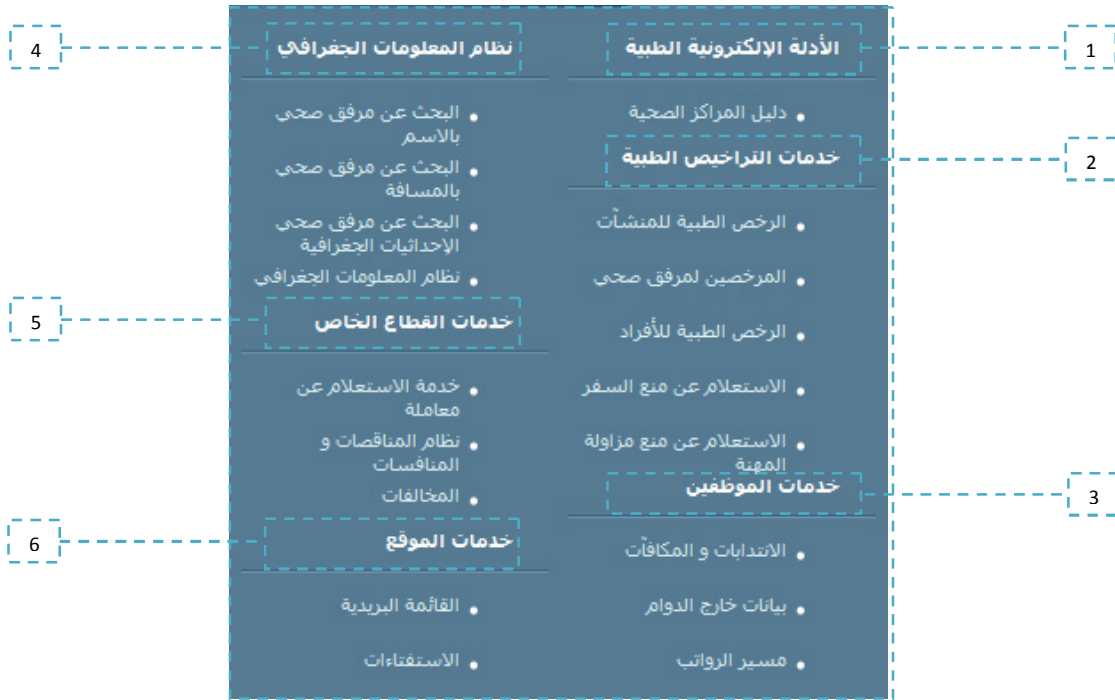 1
الأدلة الإلكترونية الطبية
دليل المراكز الصحية
2
خدمات التراخيص الطبية
الرخص الطبية للمنشآت
المرخصين لمرفق صحي
الرخص الطبية للأفراد
الاستعلام عن منع السفر
الاستعلام عن منع مزاولة
المهنة
3
خدمات الموظفين
الانتدابات و المكافآت
بيانات خارج الدوام
مسير الرواتب
4
نظام المعلومات الجغرافي
البحث عن مرفق صحي
بالاسم
البحث عن مرفق صحي
بالمسافة
البحث عن مرفق صحي
الإحداثيات الجغرافية
نظام المعلومات الجغرافي
5
خدمات القطاع الخاص
خدمة الاستعلام عن
معاملة
نظام المناقصات و
المنافسات
المخالفات
6
خدمات الموقع
القائمة البريدية
الاستفتاءات